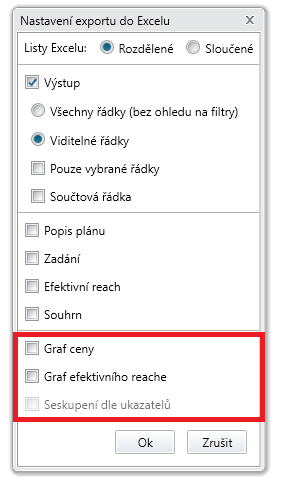 Nastavení exportu do Excelu
Listy Excelu: Rozdělené Sloučené
Výstup
Všechny řádky (bez ohledu na filtry)
Viditelné řádky
Pouze vybrané řádky
Součtová řádka
Popis plánu
Zadání
Efektivní reach
Souhrn
Graf ceny
Graf efektivního reache
Seskupení dle ukazatelů
Ok Zrušit